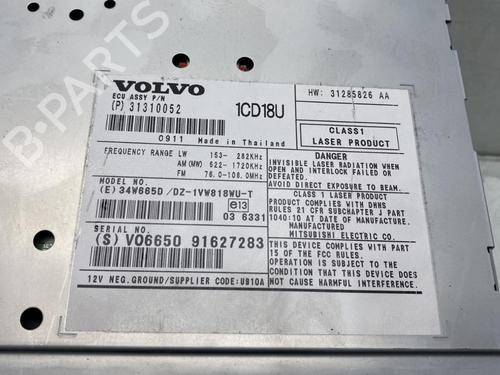 VOLVO
ECU ASSY P/N
(P) 31310052
1CD18U
HW: 31285826 AA
0911 Made in Thailand
CLASS1
LASER PRODUCT
FREQUENCY RANGE LW 153- 282KHz
AM(MW) 522-1720KHz
FM 76.0-108.0MHz
DANGER
INVISIBLE LASER RADIATION WHEN
OPEN AND INTERLOCK FAILED OR
DEFEATED.
AVOID DIRECT EXPOSURE TO BEAM.
MODEL NO.
(E) 34W665D /DZ-1VW818WU-T
e13
03 6331
CLASS 1 LASER PRODUCT
THIS PRODUCT COMPLIES WITH DHHS
RULES 21 CFR SUBCHAPTER J PART
1040:10 AT DATE OF MANUFACTURE.
MANUFACTURED
MITSUBISHI ELECTRIC CO.
SERIAL NO.
(S) VO6650 91627283
THIS DEVICE COMPLIES WITH PART
15 OF THE FCC RULES.
OPERATION IS SUBJECT TO THE
CONDITION THAT THIS DEVICE DOES
NOT CAUSE HARMFUL INTERFERENCE.
12V NEG.GROUND/SUPPLIER CODE:U910A
B-PARTS